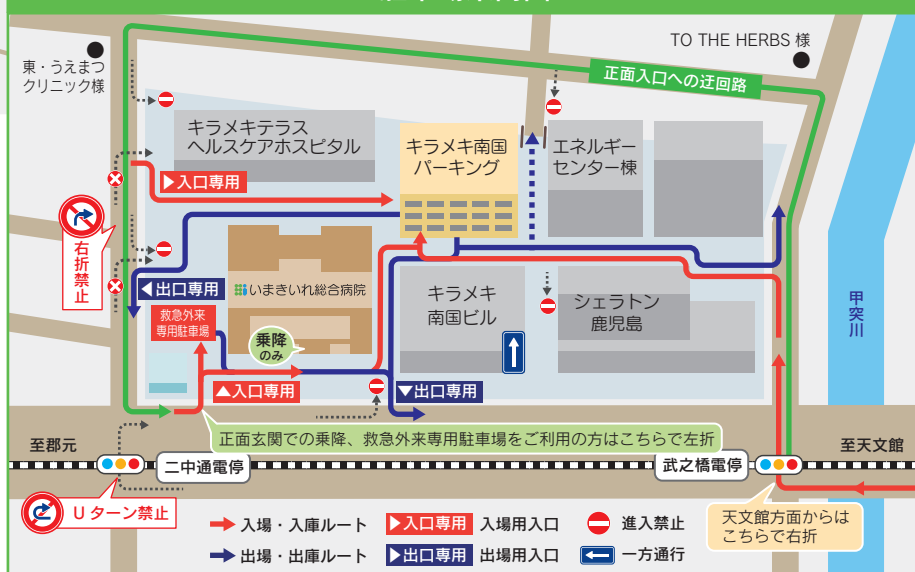 東・うえまつ
クリニック様
TO THE HERBS 様
正面入口への迂回路
キラメキテラス
ヘルスケアホスピタル
キラメキ南国
パーキング
エネルギー
センター棟
▶入口専用
右折禁止
◀出口専用
いまきいれ総合病院
救急外来
専用駐車場
乗降
のみ
キラメキ
南国ビル
シェラトン
鹿児島
甲突川
▲入口専用
▼出口専用
正面玄関での乗降、救急外来専用駐車場をご利用の方はこちらで左折
至郡元
二中通電停
武之橋電停
至天文館
Uターン禁止
天文館方面からは
こちらで右折
入場・入庫ルート
▶入口専用 入場用入口
進入禁止
出場・出庫ルート
▶出口専用 出場用入口
一方通行